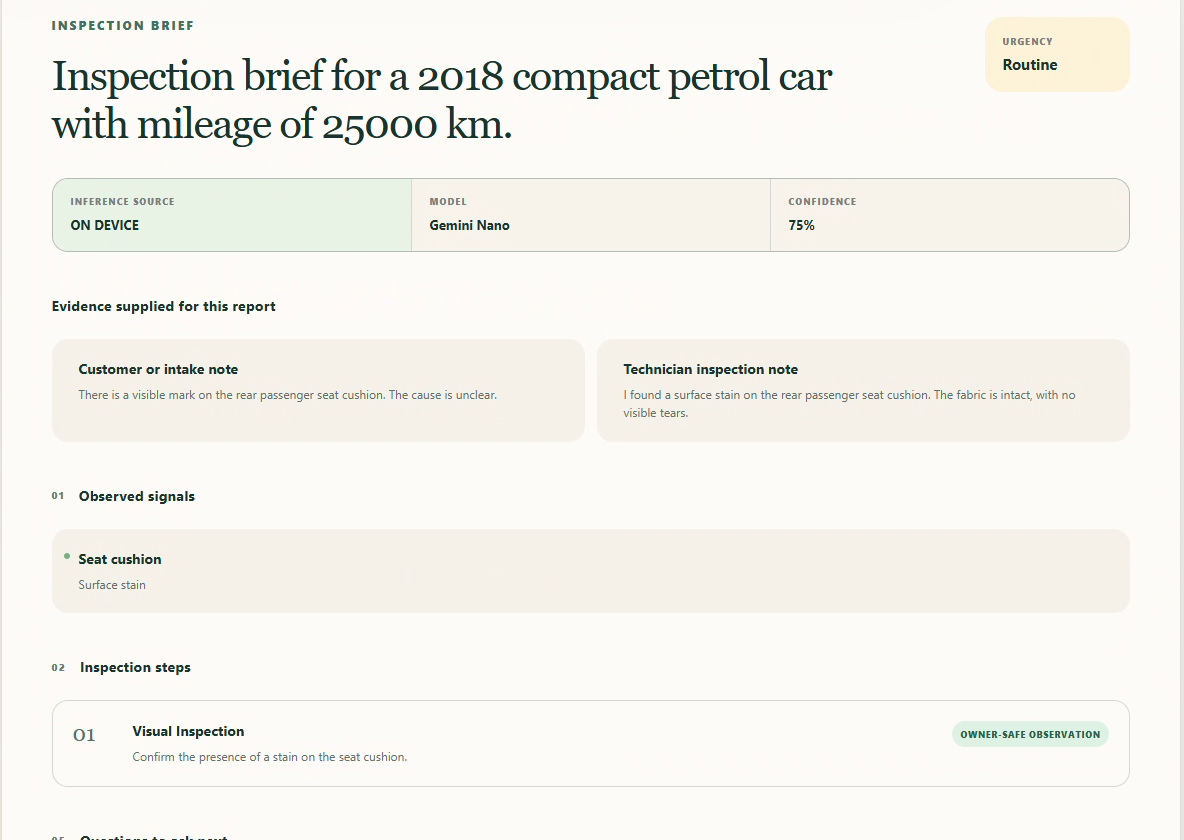 INSPECTION BRIEF
Inspection brief for a 2018 compact petrol car
with mileage of 25000 km.
URGENCY
Routine
INFERENCE SOURCE
ON DEVICE
MODEL
Gemini Nano
CONFIDENCE
75%
Evidence supplied for this report
Customer or intake note
There is a visible mark on the rear passenger seat cushion. The cause is unclear.
Technician inspection note
I found a surface stain on the rear passenger seat cushion. The fabric is intact, with no
visible tears.
01 Observed signals
Seat cushion
Surface stain
02 Inspection steps
01
Visual Inspection
Confirm the presence of a stain on the seat cushion.
OWNER-SAFE OBSERVATION
Questions to ask next